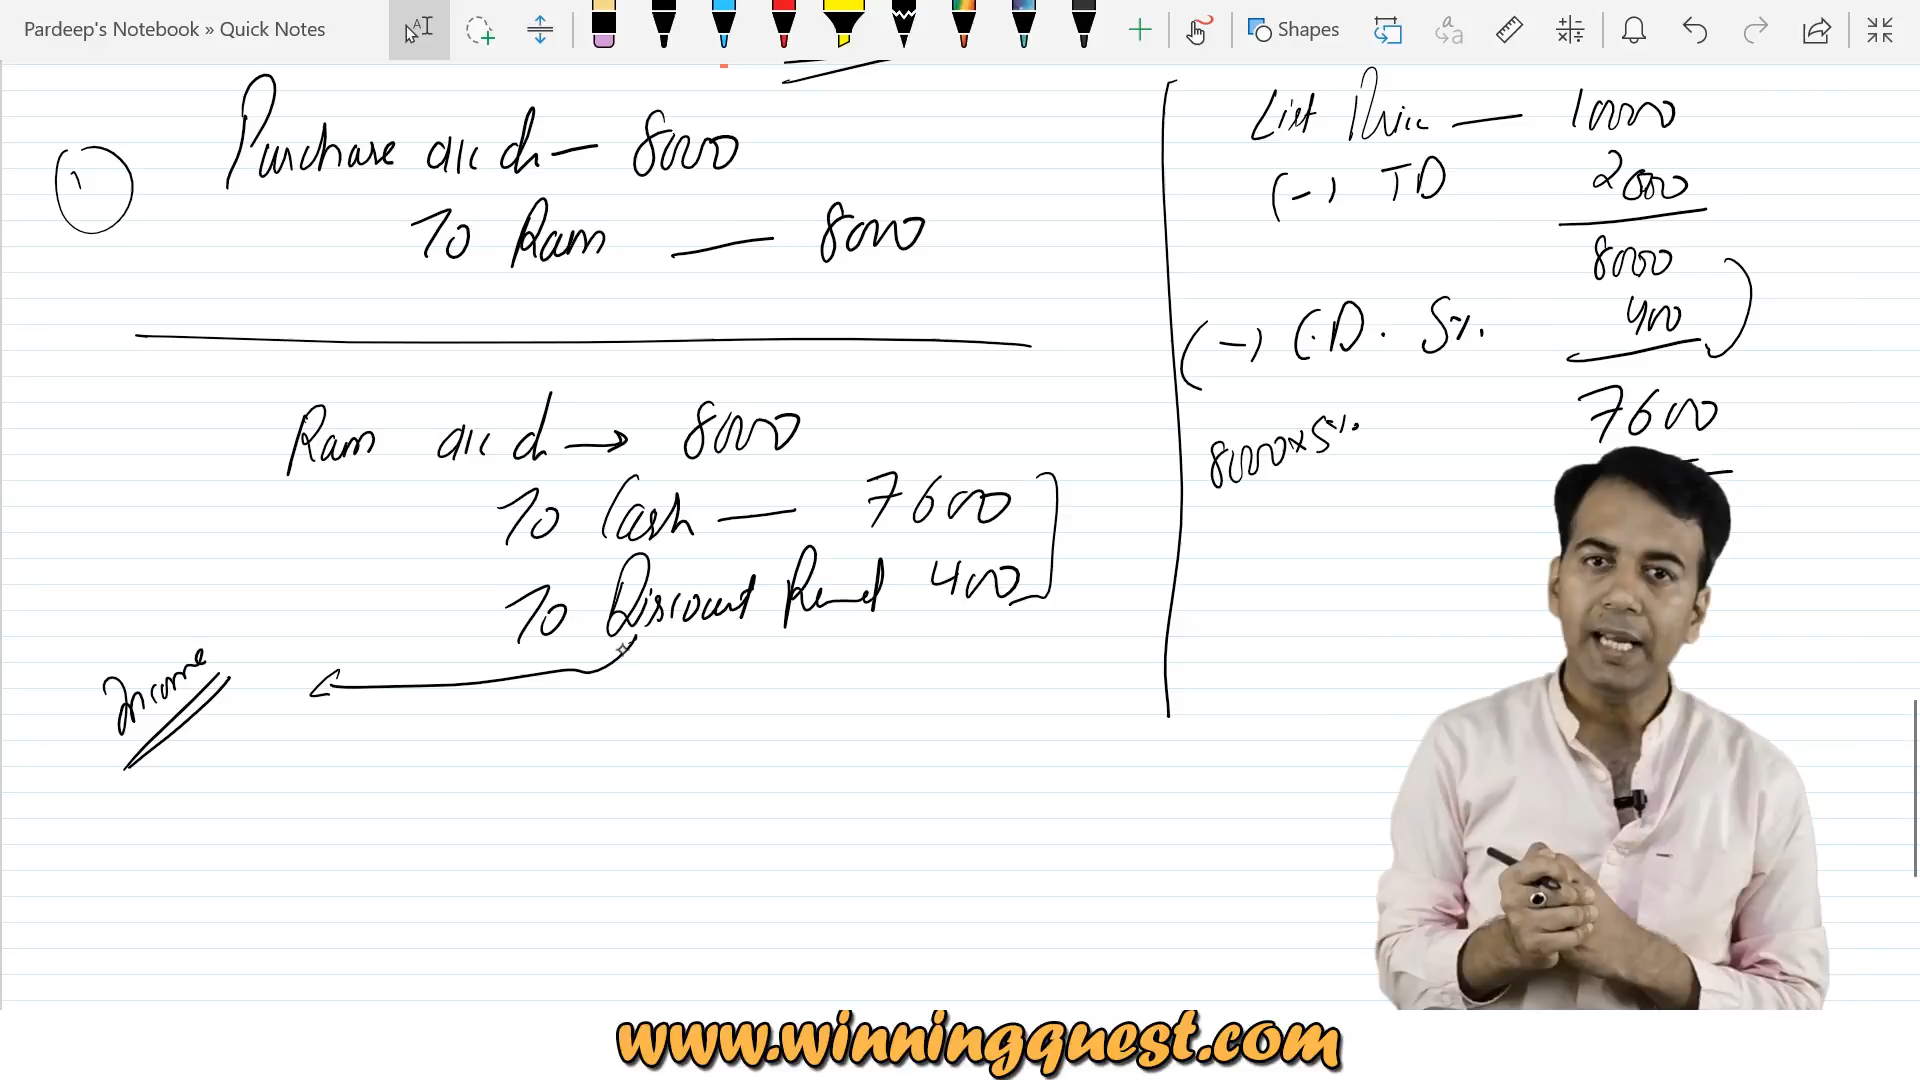 Pardeep's Notebook » Quick Notes
Shapes
Purchase a/c dr — 8000
To Ram — 8000
1
Ram a/c dr → 8000
To Cash — 7600
To Discount Received 400
Income
List Price — 10000
(-) TD 2000
8000
(-) C.D. 5% 400
7600
8000 x 5%
www.winningquest.com